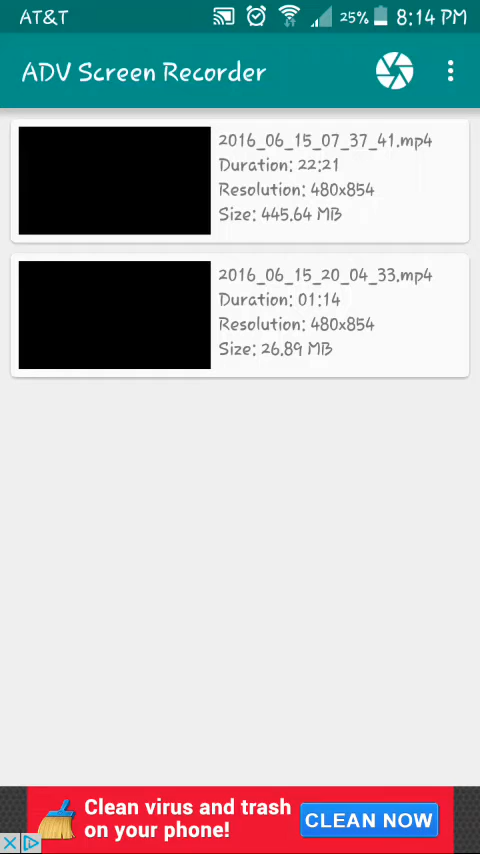 AT&T 25% 8:14 PM
ADV Screen Recorder
2016_06_15_07_37_41.mp4
Duration: 22:21
Resolution: 480x854
Size: 445.64 MB
2016_06_15_20_04_33.mp4
Duration: 01:14
Resolution: 480x854
Size: 26.89 MB
Clean virus and trash
on your phone!
CLEAN NOW